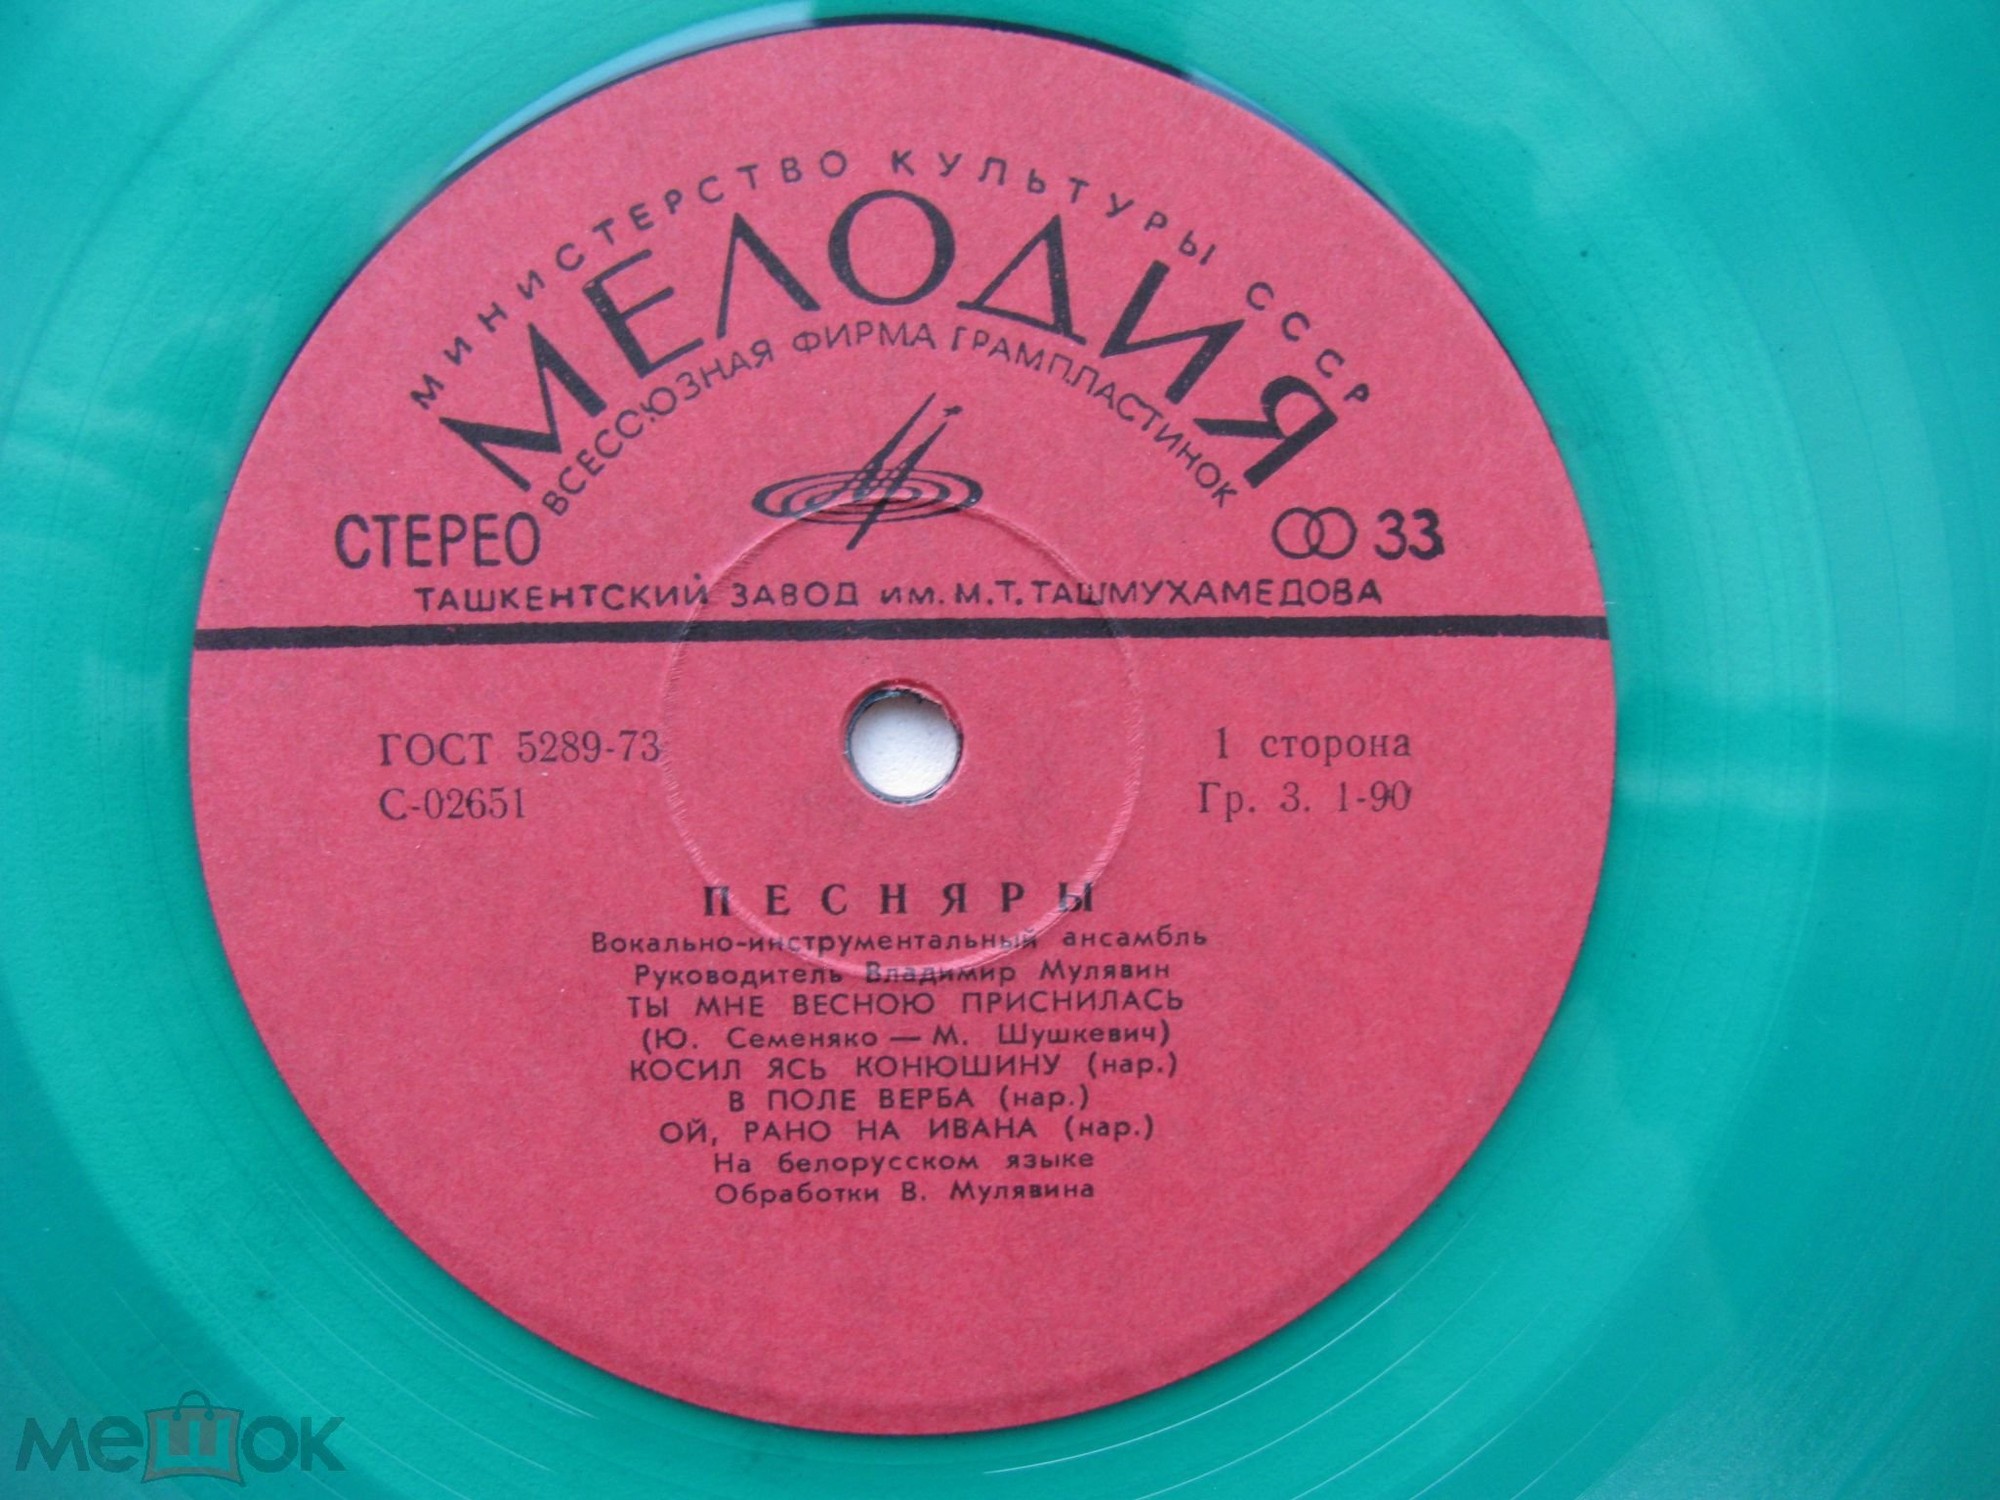 МИНИСТЕРСТВО КУЛЬТУРЫ СССР
МЕЛОДИЯ
ВСЕСОЮЗНАЯ ФИРМА ГРАМПЛАСТИНОК
СТЕРЕО
33
ТАШКЕНТСКИЙ ЗАВОД им. М.Т. ТАШМУХАМЕДОВА
ГОСТ 5289-73
1 сторона
С-02651
Гр. 3. 1-90
ПЕСНЯРЫ
Вокально-инструментальный ансамбль
Руководитель Владимир Мулявин
ТЫ МНЕ ВЕСНОЮ ПРИСНИЛАСЬ
(Ю. Семеняко — М. Шушкевич)
КОСИЛ ЯСЬ КОНЮШИНУ (нар.)
В ПОЛЕ ВЕРБА (нар.)
ОЙ, РАНО НА ИВАНА (нар.)
На белорусском языке
Обработки В. Мулявина
мешок